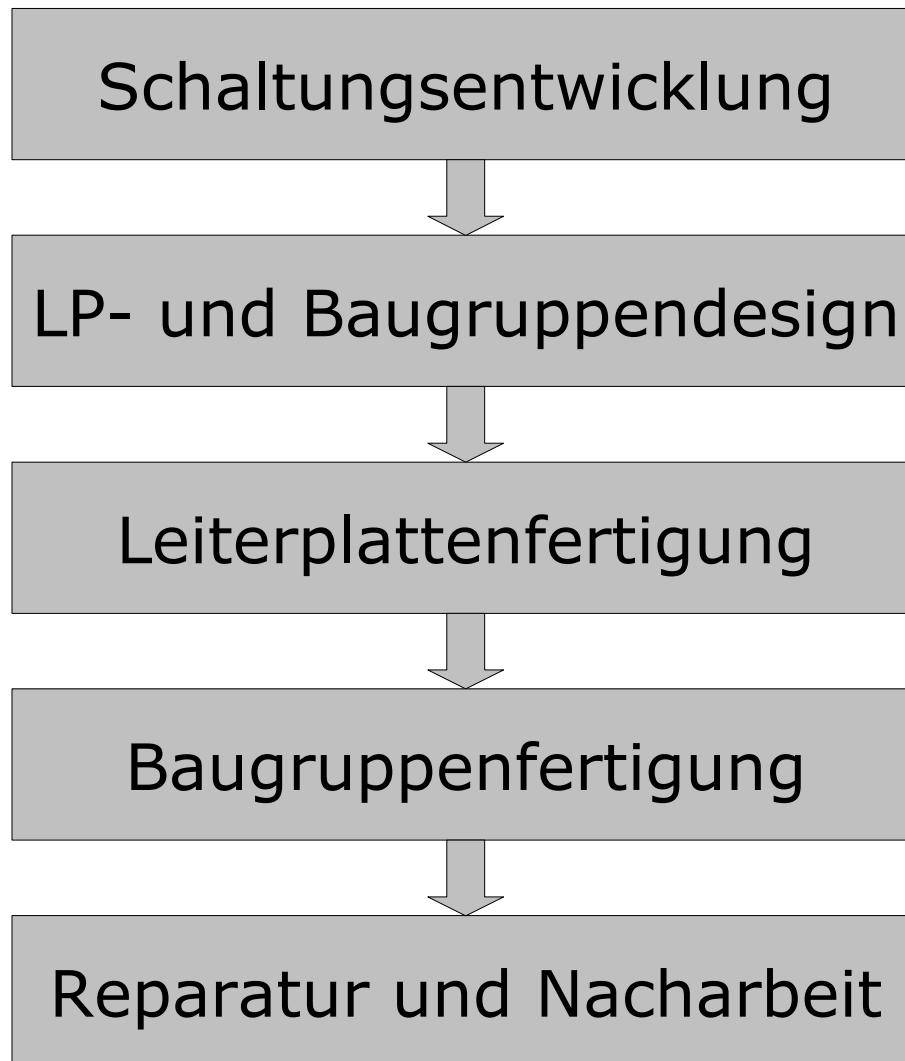 Schaltungsentwicklung
LP- und Baugruppendesign
Leiterplattenfertigung
Baugruppenfertigung
Reparatur und Nacharbeit